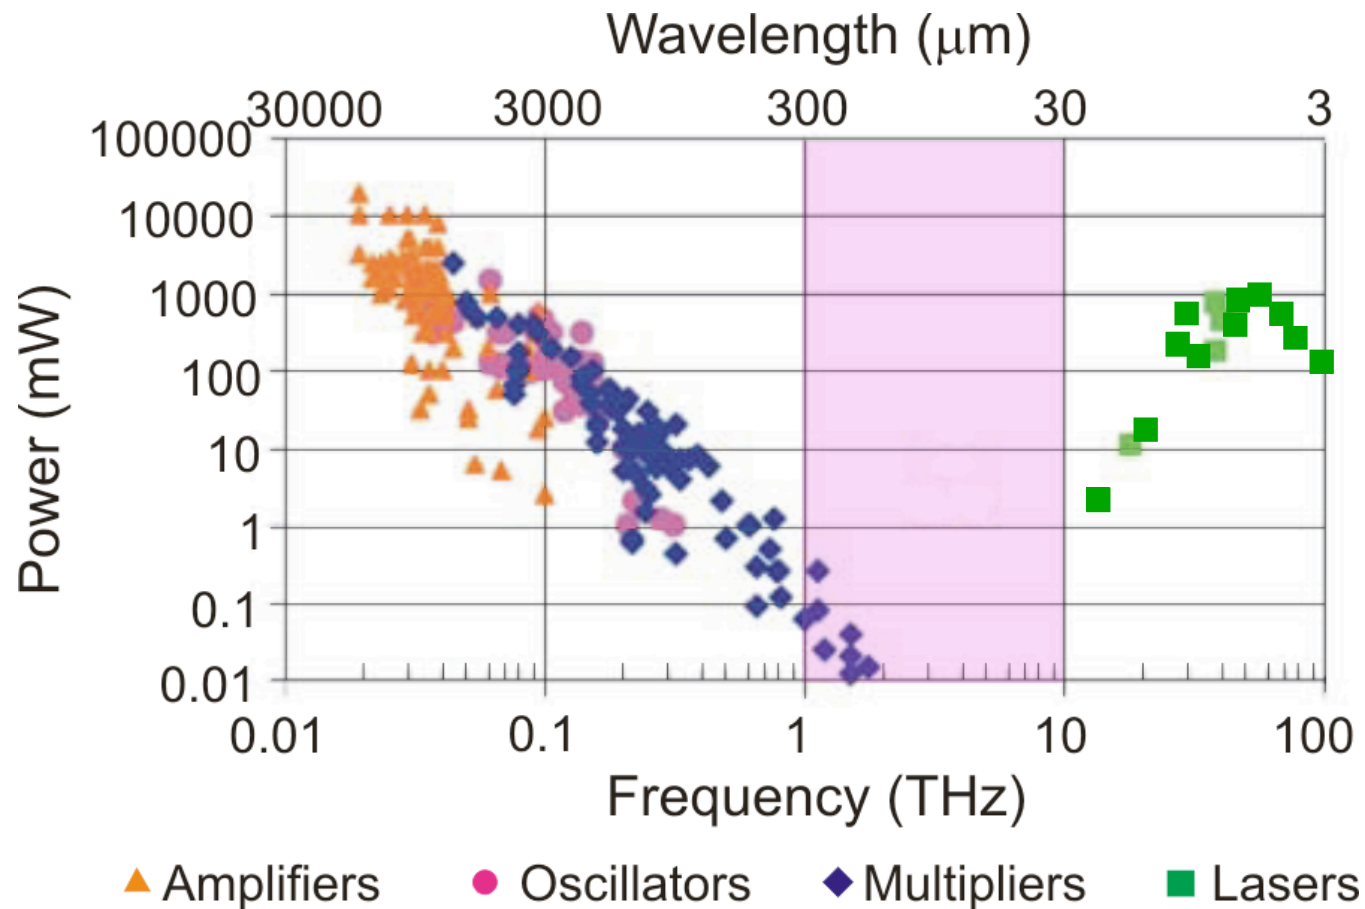 Wavelength (μm)
30000 3000 300 30 3
100000
10000
1000
100
10
1
0.1
0.01
Power (mW)
0.01 0.1 1 10 100
Frequency (THz)
Amplifiers Oscillators Multipliers Lasers